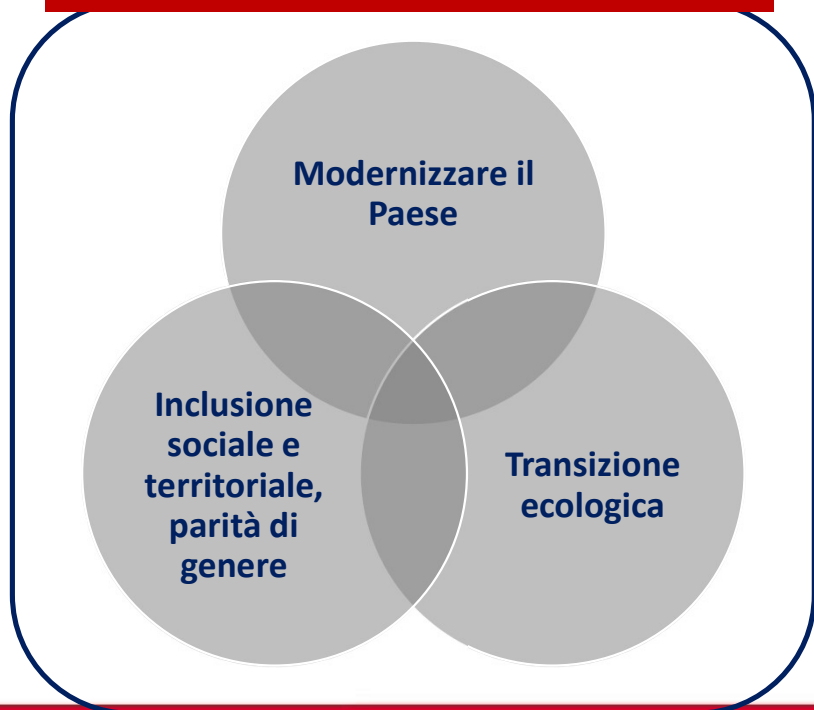 Modernizzare il
Paese
Inclusione
sociale e
territoriale,
parità di
genere
Transizione
ecologica